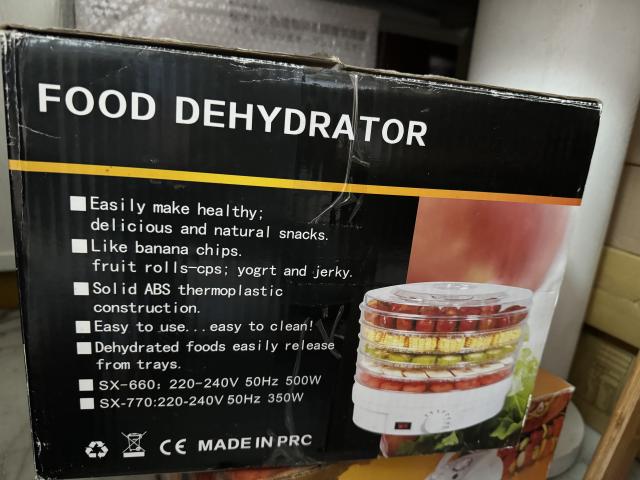 FOOD DEHYDRATOR
Easily make healthy;
delicious and natural snacks.
Like banana chips.
fruit rolls-cps; yogrt and jerky.
Solid ABS thermoplastic
construction.
Easy to use...easy to clean!
Dehydrated foods easily release
from trays.
SX-660: 220-240V 50Hz 500W
SX-770:220-240V 50Hz 350W
CE MADE IN PRC